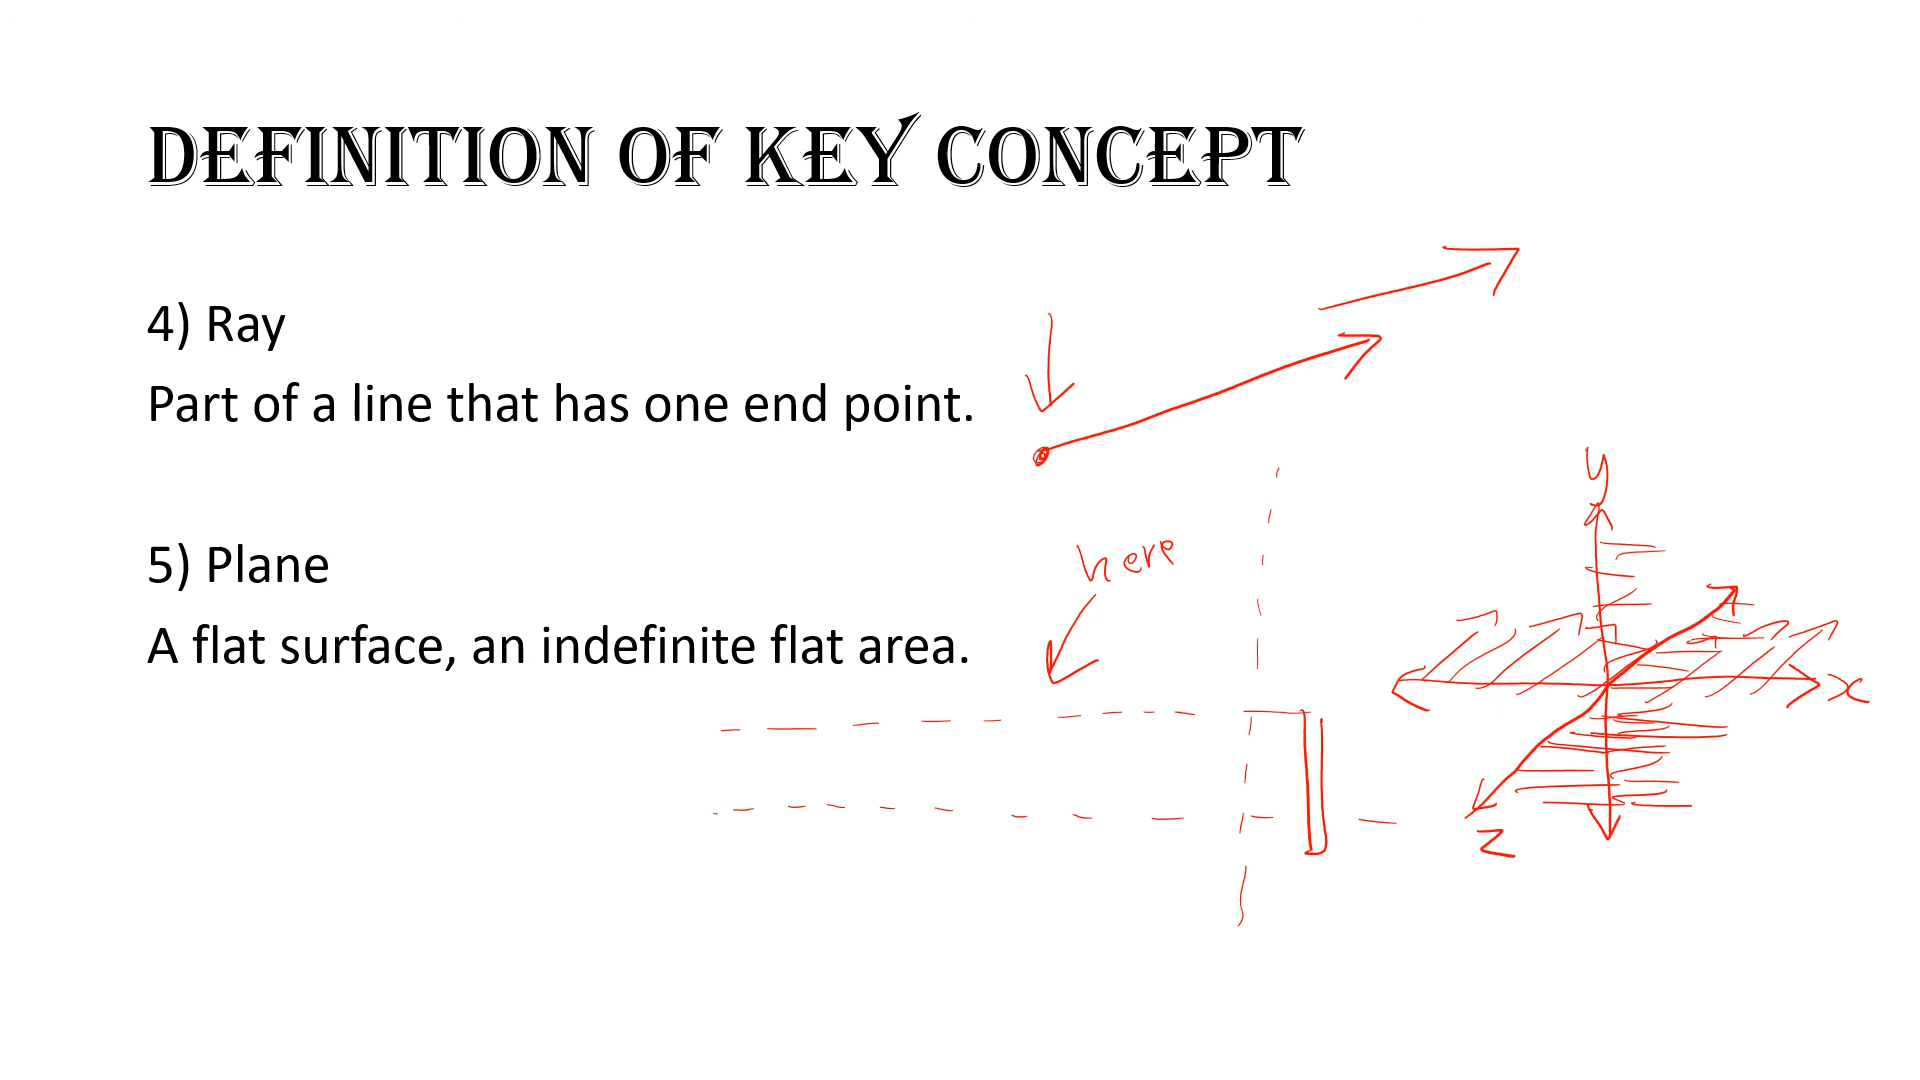 DEFINITION OF KEY CONCEPT
4) Ray
Part of a line that has one end point.
y
here
5) Plane
A flat surface, an indefinite flat area.
x
z